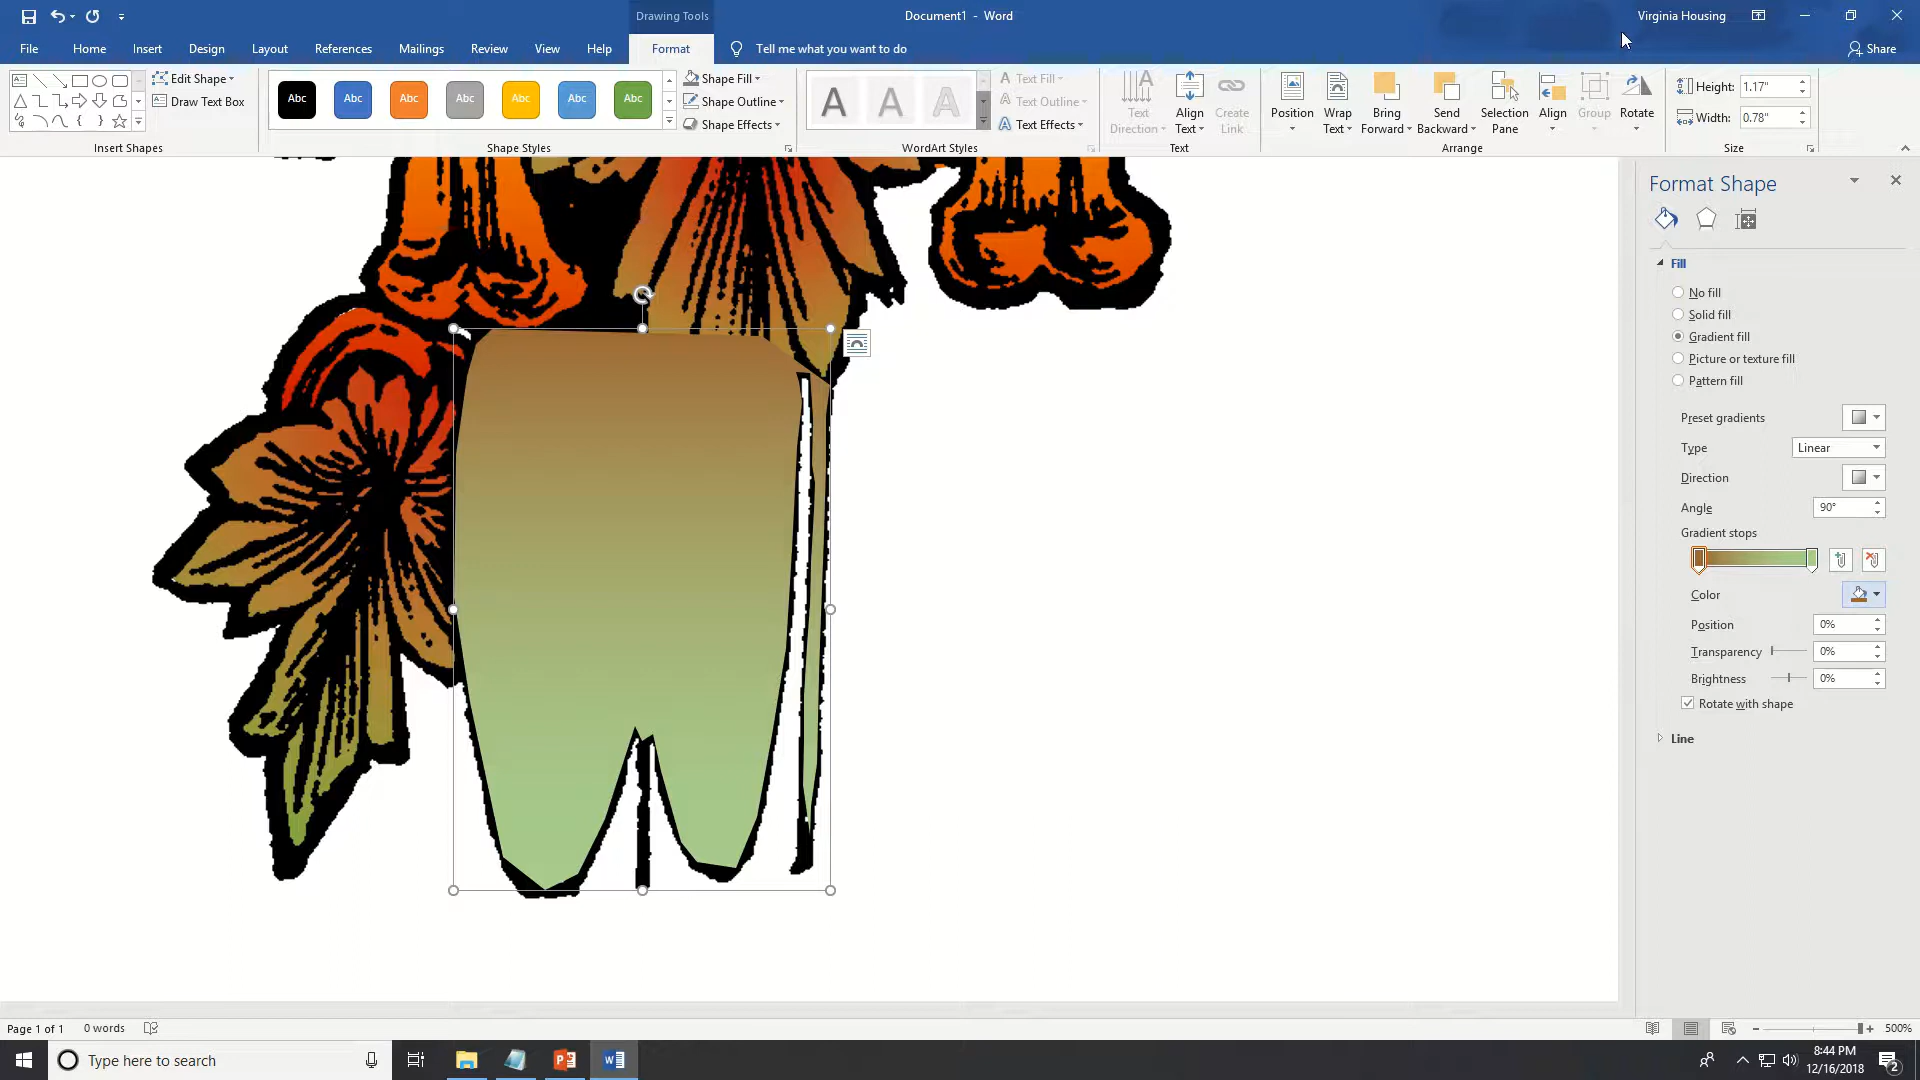 Drawing Tools
Document1 - Word
Virginia Housing
File Home Insert Design Layout References Mailings Review View Help Format Tell me what you want to do
Share
Edit Shape
Draw Text Box
Insert Shapes
Abc Abc Abc Abc Abc Abc Abc
Shape Fill
Shape Outline
Shape Effects
Shape Styles
A A A
Text Fill
Text Outline
Text Effects
WordArt Styles
Text Direction
Align Text
Create Link
Text
Position
Wrap Text
Bring Forward
Send Backward
Selection Pane
Align
Group
Rotate
Arrange
Height: 1.17"
Width: 0.78"
Size
Format Shape
Fill
No fill
Solid fill
Gradient fill
Picture or texture fill
Pattern fill
Preset gradients
Type Linear
Direction
Angle 90°
Gradient stops
Color
Position 0%
Transparency 0%
Brightness 0%
Rotate with shape
Line
Page 1 of 1 0 words
500%
Type here to search
8:44 PM
12/16/2018
2